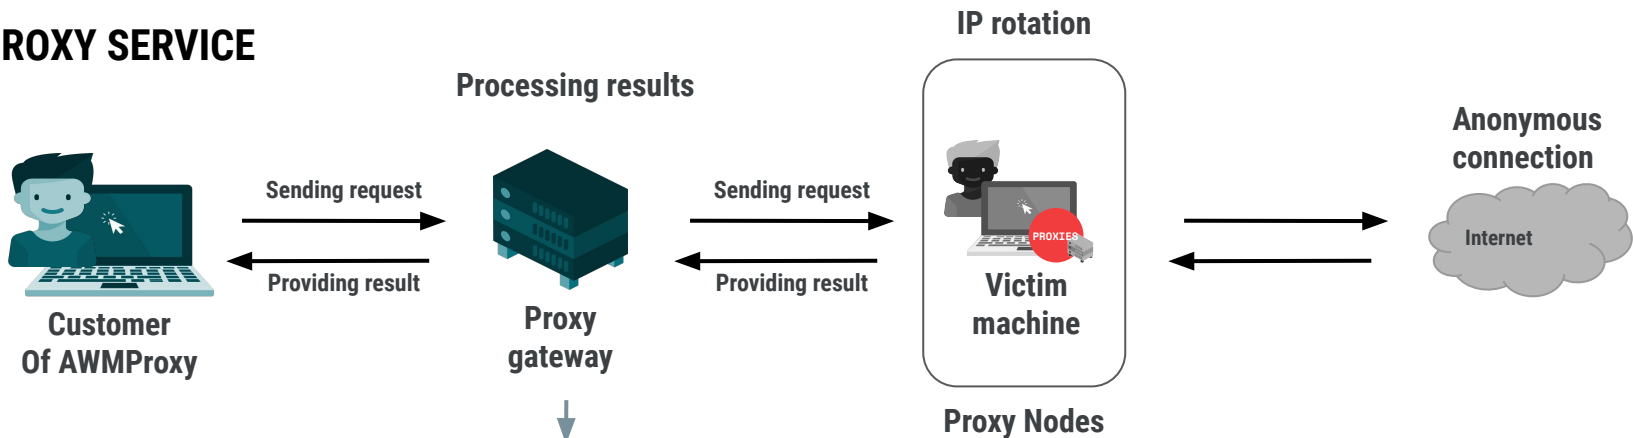 ROXY SERVICE
IP rotation
Processing results
Anonymous
connection
Sending request
Sending request
PROXIES
Internet
Providing result
Providing result
Victim
machine
Customer
Of AWMProxy
Proxy
gateway
Proxy Nodes